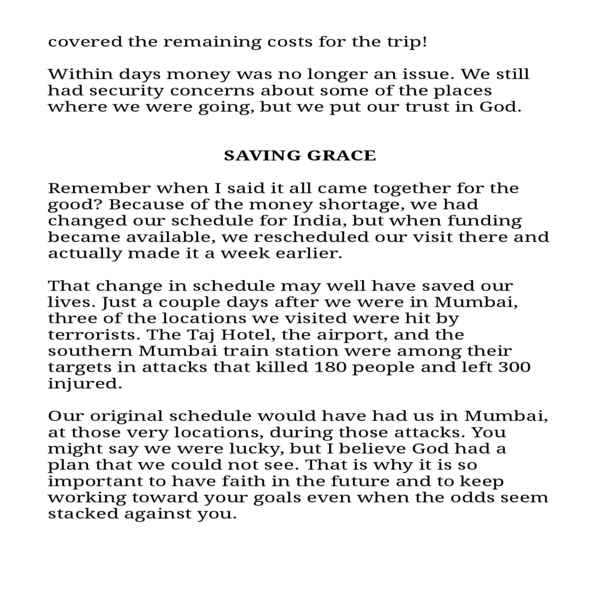 covered the remaining costs for the trip!
Within days money was no longer an issue. We still
had security concerns about some of the places
where we were going, but we put our trust in God.
SAVING GRACE
Remember when I said it all came together for the
good? Because of the money shortage, we had
changed our schedule for India, but when funding
became available, we rescheduled our visit there and
actually made it a week earlier.
That change in schedule may well have saved our
lives. Just a couple days after we were in Mumbai,
three of the locations we visited were hit by
terrorists. The Taj Hotel, the airport, and the
southern Mumbai train station were among their
targets in attacks that killed 180 people and left 300
injured.
Our original schedule would have had us in Mumbai,
at those very locations, during those attacks. You
might say we were lucky, but I believe God had a
plan that we could not see. That is why it is so
important to have faith in the future and to keep
working toward your goals even when the odds seem
stacked against you.